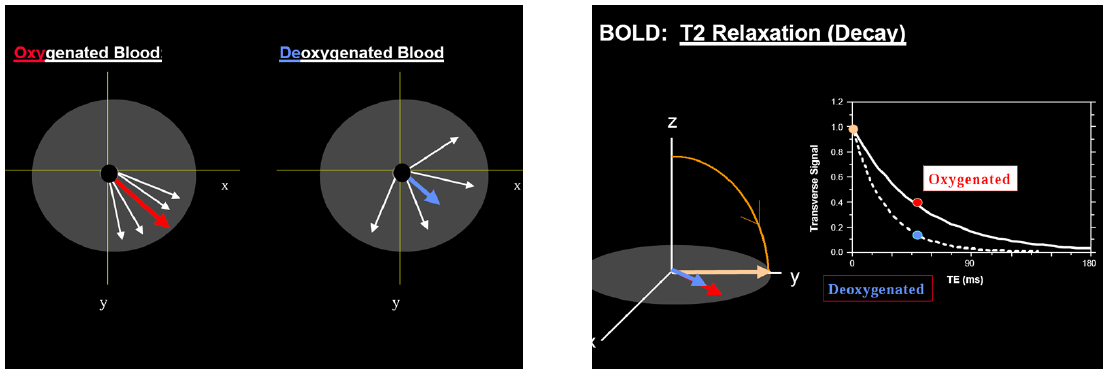 Oxygenated Blood:
Deoxygenated Blood
x
x
y
y
BOLD: T2 Relaxation (Decay)
z
y
x
Transverse Signal
1.2
1.0
0.8
0.6
0.4
0.2
0.0
Oxygenated
0
90
180
TE (ms)
Deoxygenated